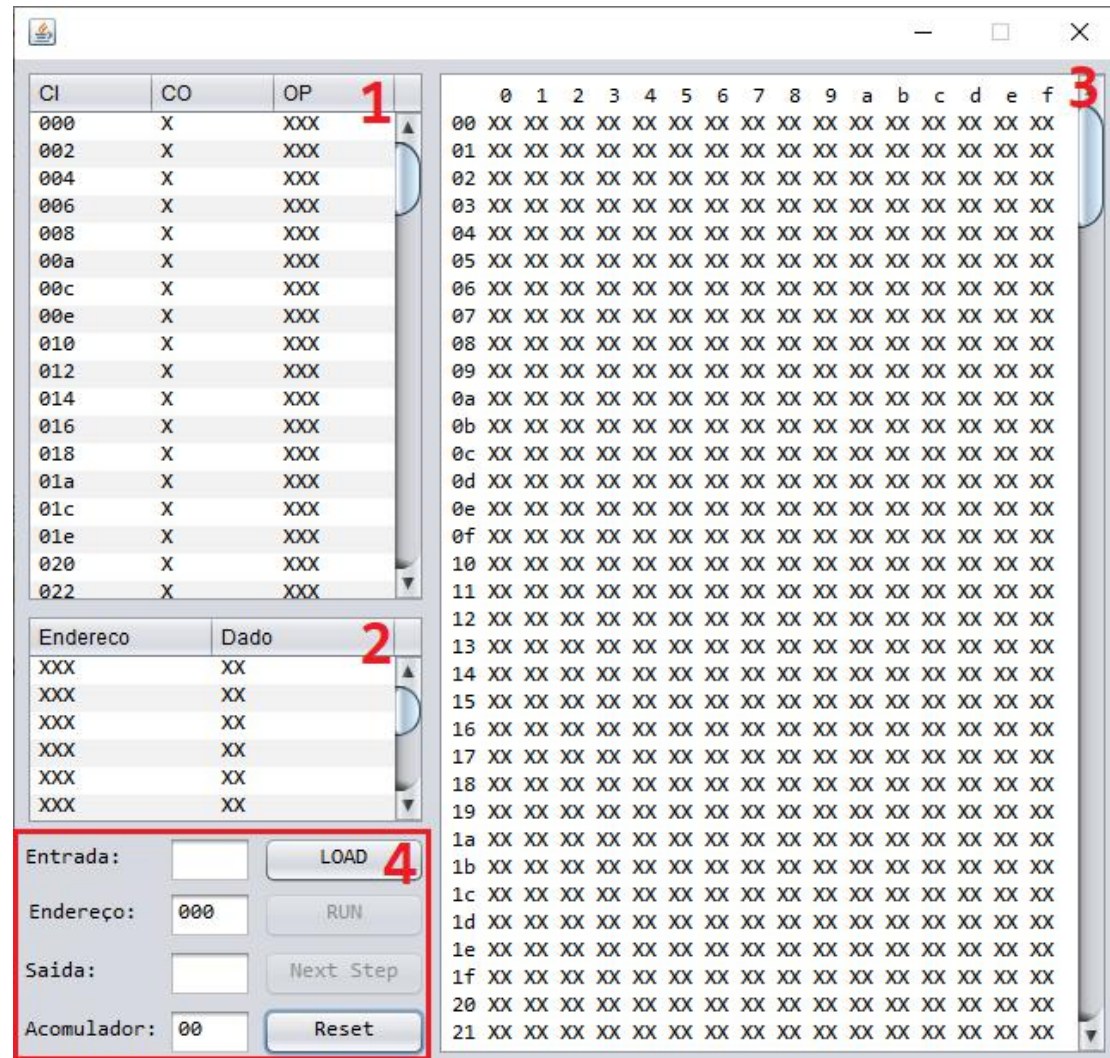 CI CO OP 1
000 X XXX
002 X XXX
004 X XXX
006 X XXX
008 X XXX
00a X XXX
00c X XXX
00e X XXX
010 X XXX
012 X XXX
014 X XXX
016 X XXX
018 X XXX
01a X XXX
01c X XXX
01e X XXX
020 X XXX
022 X XXX
Endereco Dado 2
XXX XX
XXX XX
XXX XX
XXX XX
XXX XX
XXX XX
Entrada: LOAD 4
Endereço: 000 RUN
Saida: Next Step
Acomulador: 00 Reset
0 1 2 3 4 5 6 7 8 9 a b c d e f 3
00 XX XX XX XX XX XX XX XX XX XX XX XX XX XX XX XX
01 XX XX XX XX XX XX XX XX XX XX XX XX XX XX XX XX
02 XX XX XX XX XX XX XX XX XX XX XX XX XX XX XX XX
03 XX XX XX XX XX XX XX XX XX XX XX XX XX XX XX XX
04 XX XX XX XX XX XX XX XX XX XX XX XX XX XX XX XX
05 XX XX XX XX XX XX XX XX XX XX XX XX XX XX XX XX
06 XX XX XX XX XX XX XX XX XX XX XX XX XX XX XX XX
07 XX XX XX XX XX XX XX XX XX XX XX XX XX XX XX XX
08 XX XX XX XX XX XX XX XX XX XX XX XX XX XX XX XX
09 XX XX XX XX XX XX XX XX XX XX XX XX XX XX XX XX
0a XX XX XX XX XX XX XX XX XX XX XX XX XX XX XX XX
0b XX XX XX XX XX XX XX XX XX XX XX XX XX XX XX XX
0c XX XX XX XX XX XX XX XX XX XX XX XX XX XX XX XX
0d XX XX XX XX XX XX XX XX XX XX XX XX XX XX XX XX
0e XX XX XX XX XX XX XX XX XX XX XX XX XX XX XX XX
0f XX XX XX XX XX XX XX XX XX XX XX XX XX XX XX XX
10 XX XX XX XX XX XX XX XX XX XX XX XX XX XX XX XX
11 XX XX XX XX XX XX XX XX XX XX XX XX XX XX XX XX
12 XX XX XX XX XX XX XX XX XX XX XX XX XX XX XX XX
13 XX XX XX XX XX XX XX XX XX XX XX XX XX XX XX XX
14 XX XX XX XX XX XX XX XX XX XX XX XX XX XX XX XX
15 XX XX XX XX XX XX XX XX XX XX XX XX XX XX XX XX
16 XX XX XX XX XX XX XX XX XX XX XX XX XX XX XX XX
17 XX XX XX XX XX XX XX XX XX XX XX XX XX XX XX XX
18 XX XX XX XX XX XX XX XX XX XX XX XX XX XX XX XX
19 XX XX XX XX XX XX XX XX XX XX XX XX XX XX XX XX
1a XX XX XX XX XX XX XX XX XX XX XX XX XX XX XX XX
1b XX XX XX XX XX XX XX XX XX XX XX XX XX XX XX XX
1c XX XX XX XX XX XX XX XX XX XX XX XX XX XX XX XX
1d XX XX XX XX XX XX XX XX XX XX XX XX XX XX XX XX
1e XX XX XX XX XX XX XX XX XX XX XX XX XX XX XX XX
1f XX XX XX XX XX XX XX XX XX XX XX XX XX XX XX XX
20 XX XX XX XX XX XX XX XX XX XX XX XX XX XX XX XX
21 XX XX XX XX XX XX XX XX XX XX XX XX XX XX XX XX